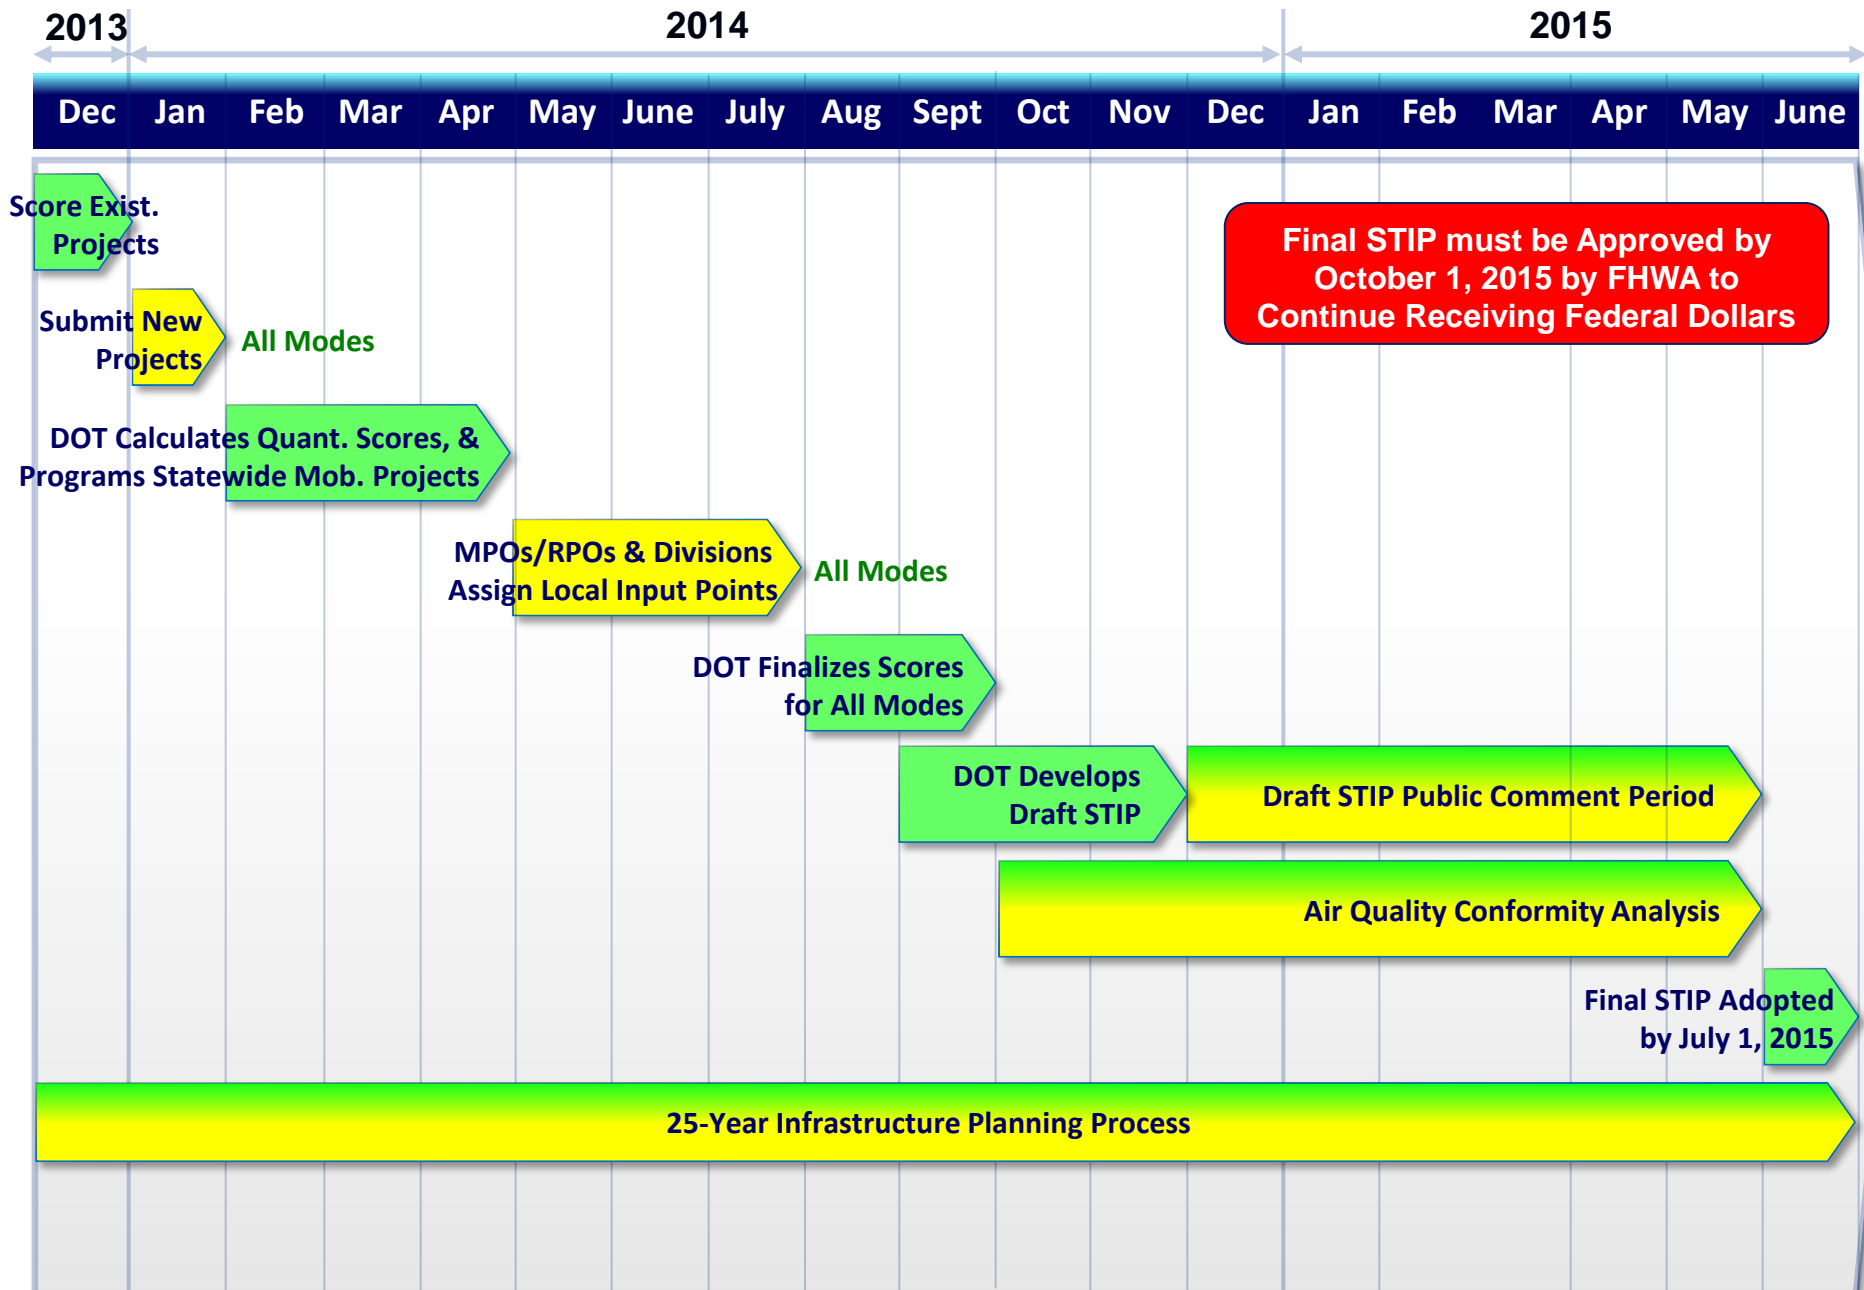 2013 2014 2015
Dec Jan Feb Mar Apr May June July Aug Sept Oct Nov Dec Jan Feb Mar Apr May June
Score Exist.
Projects
Final STIP must be Approved by
October 1, 2015 by FHWA to
Continue Receiving Federal Dollars
Submit New
Projects
All Modes
DOT Calculates Quant. Scores, &
Programs Statewide Mob. Projects
MPOs/RPOs & Divisions
Assign Local Input Points
All Modes
DOT Finalizes Scores
for All Modes
DOT Develops
Draft STIP
Draft STIP Public Comment Period
Air Quality Conformity Analysis
Final STIP Adopted
by July 1, 2015
25-Year Infrastructure Planning Process